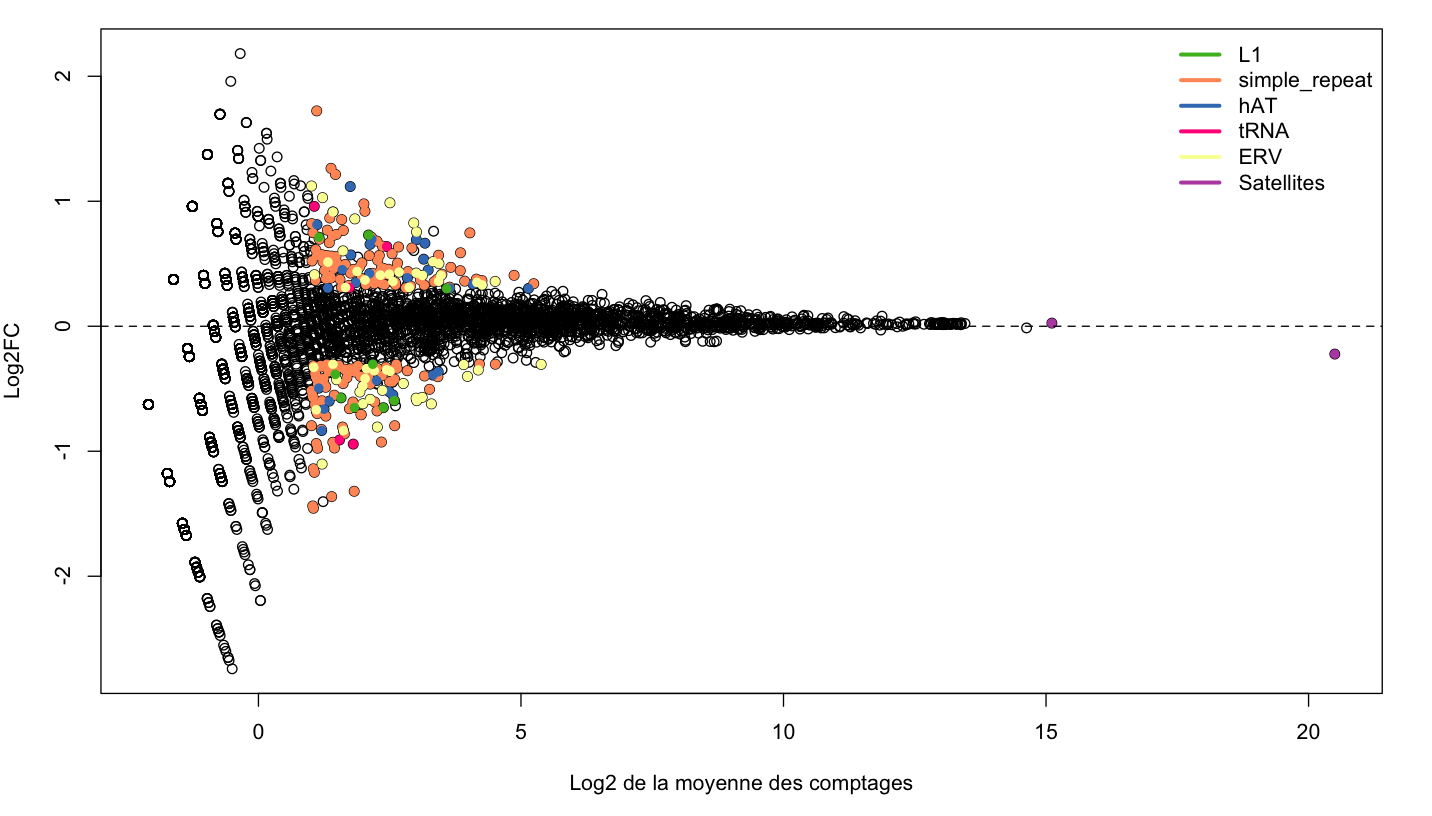 L1
simple_repeat
hAT
tRNA
ERV
Satellites
2
1
0
-1
-2
Log2FC
0 5 10 15 20
Log2 de la moyenne des comptages